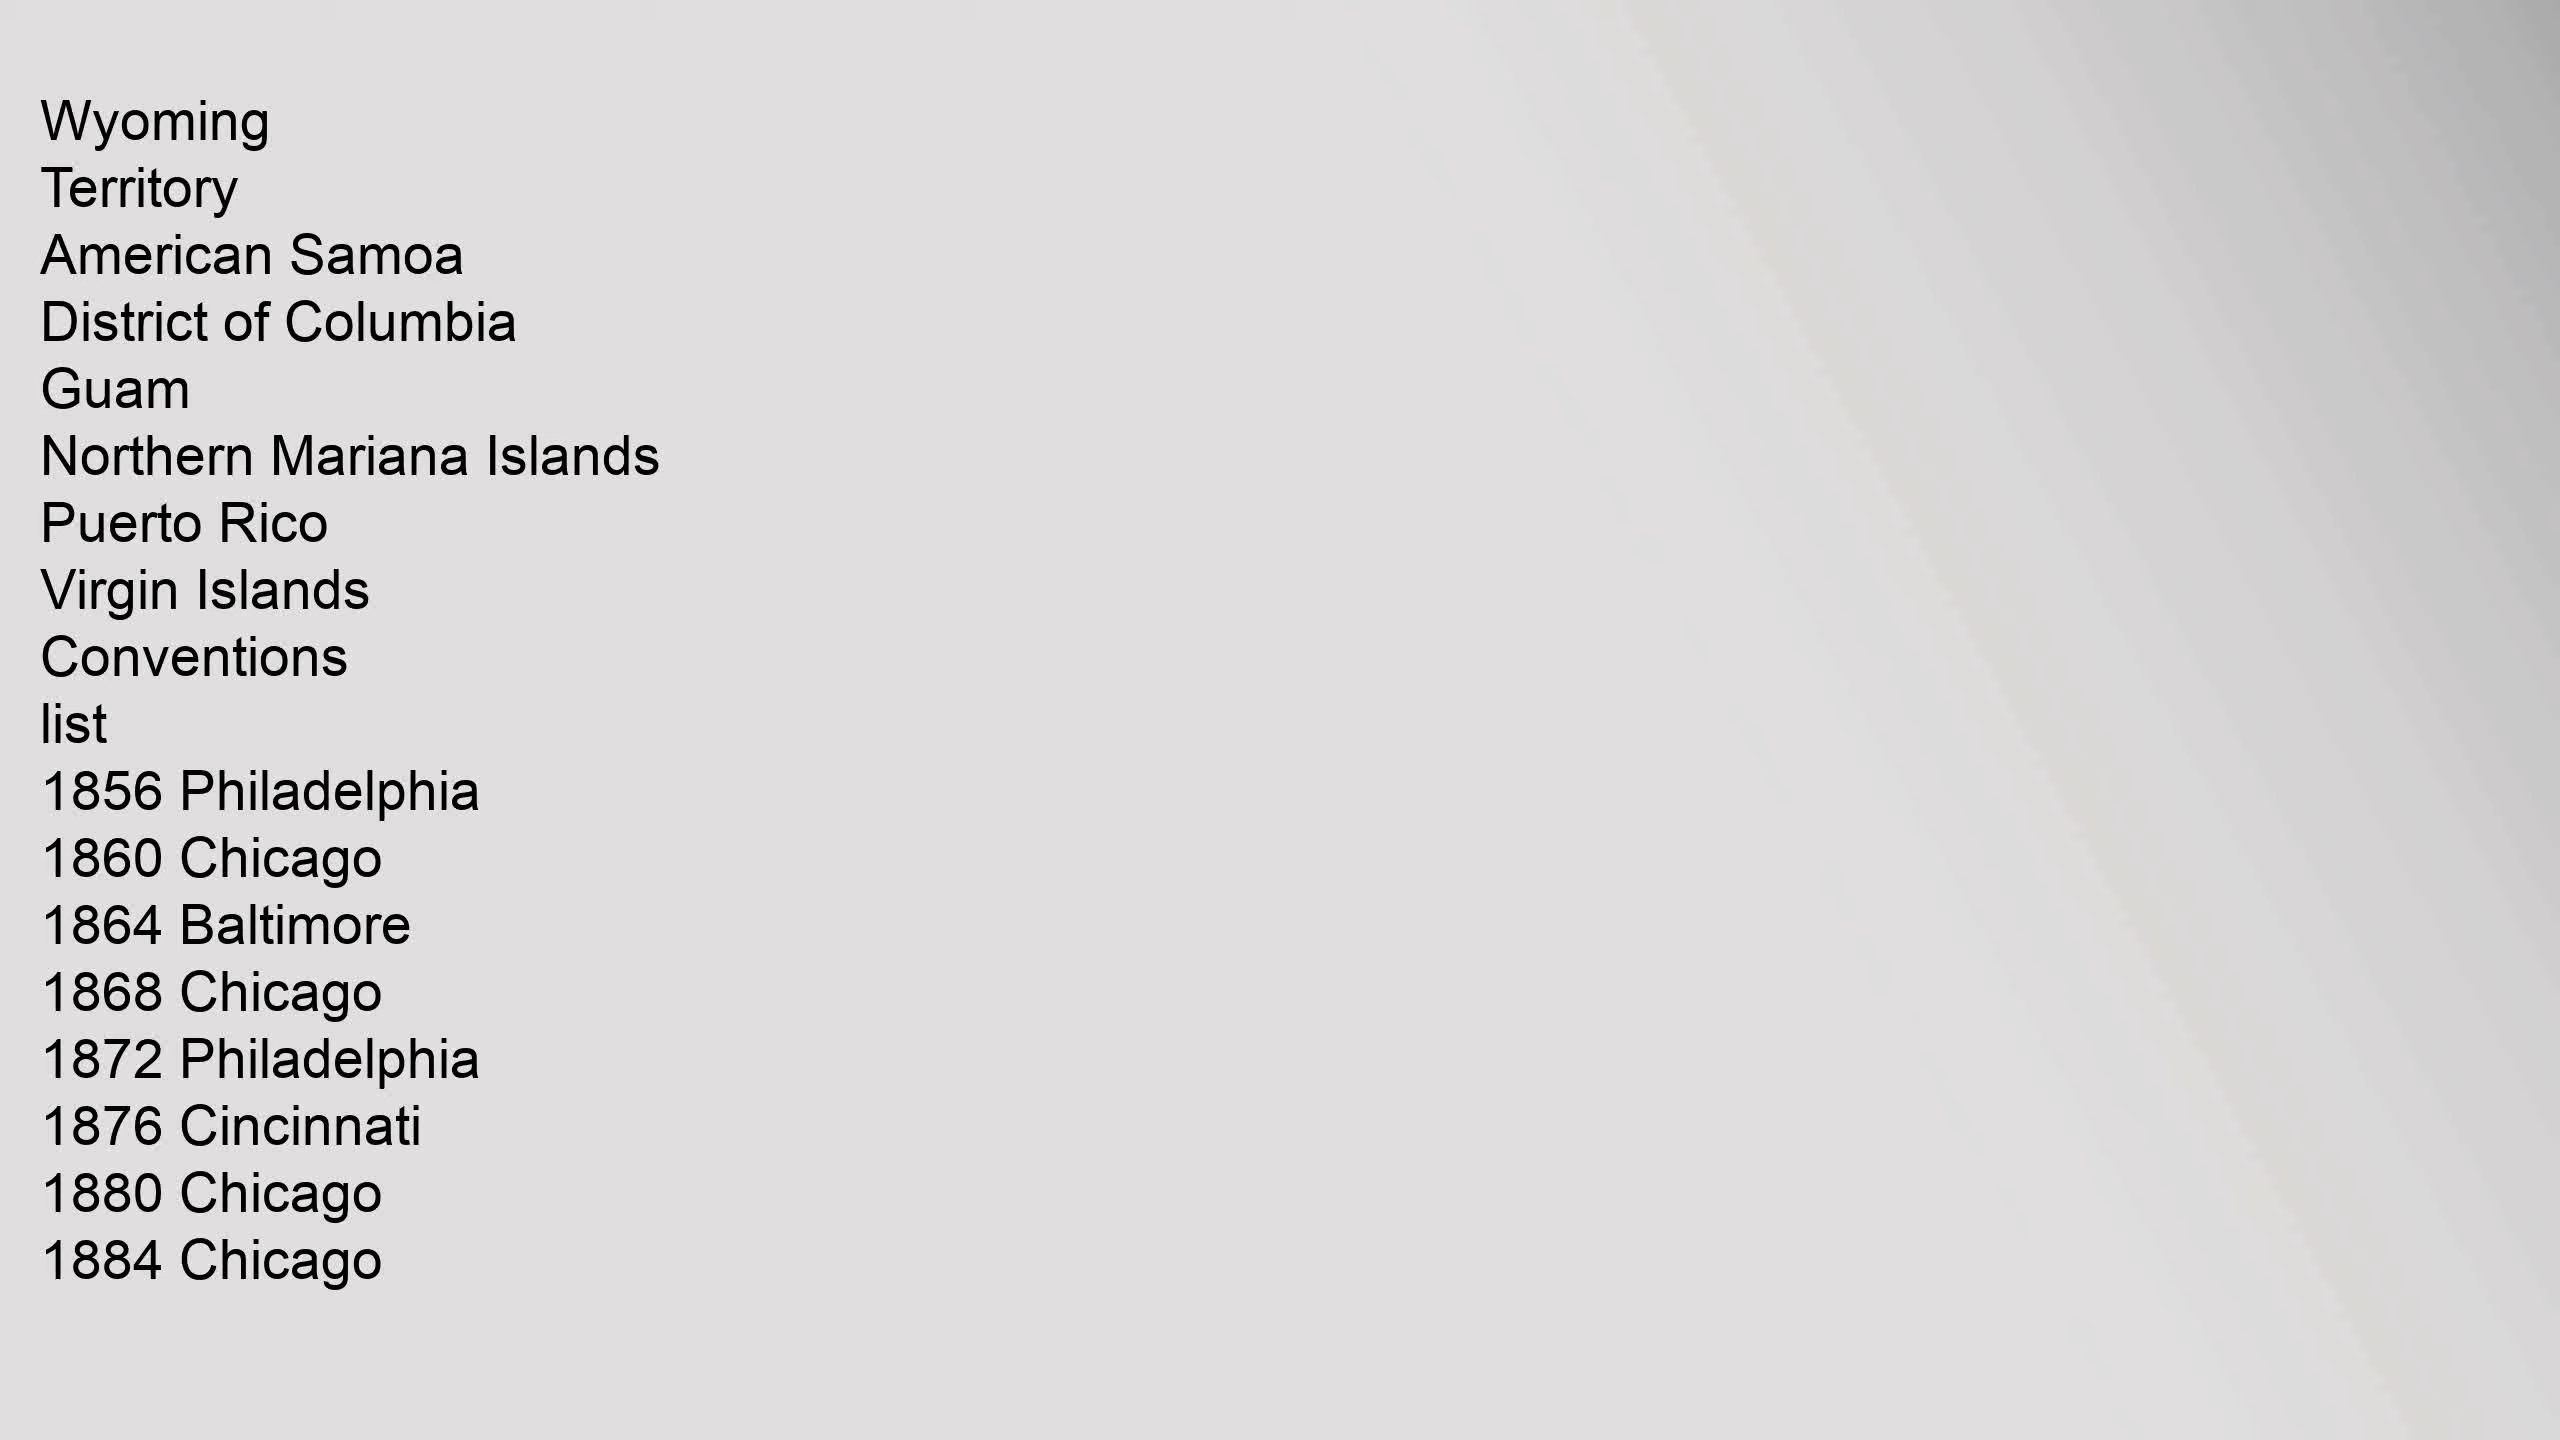 Wyoming
Territory
American Samoa
District of Columbia
Guam
Northern Mariana Islands
Puerto Rico
Virgin Islands
Conventions
list
1856 Philadelphia
1860 Chicago
1864 Baltimore
1868 Chicago
1872 Philadelphia
1876 Cincinnati
1880 Chicago
1884 Chicago